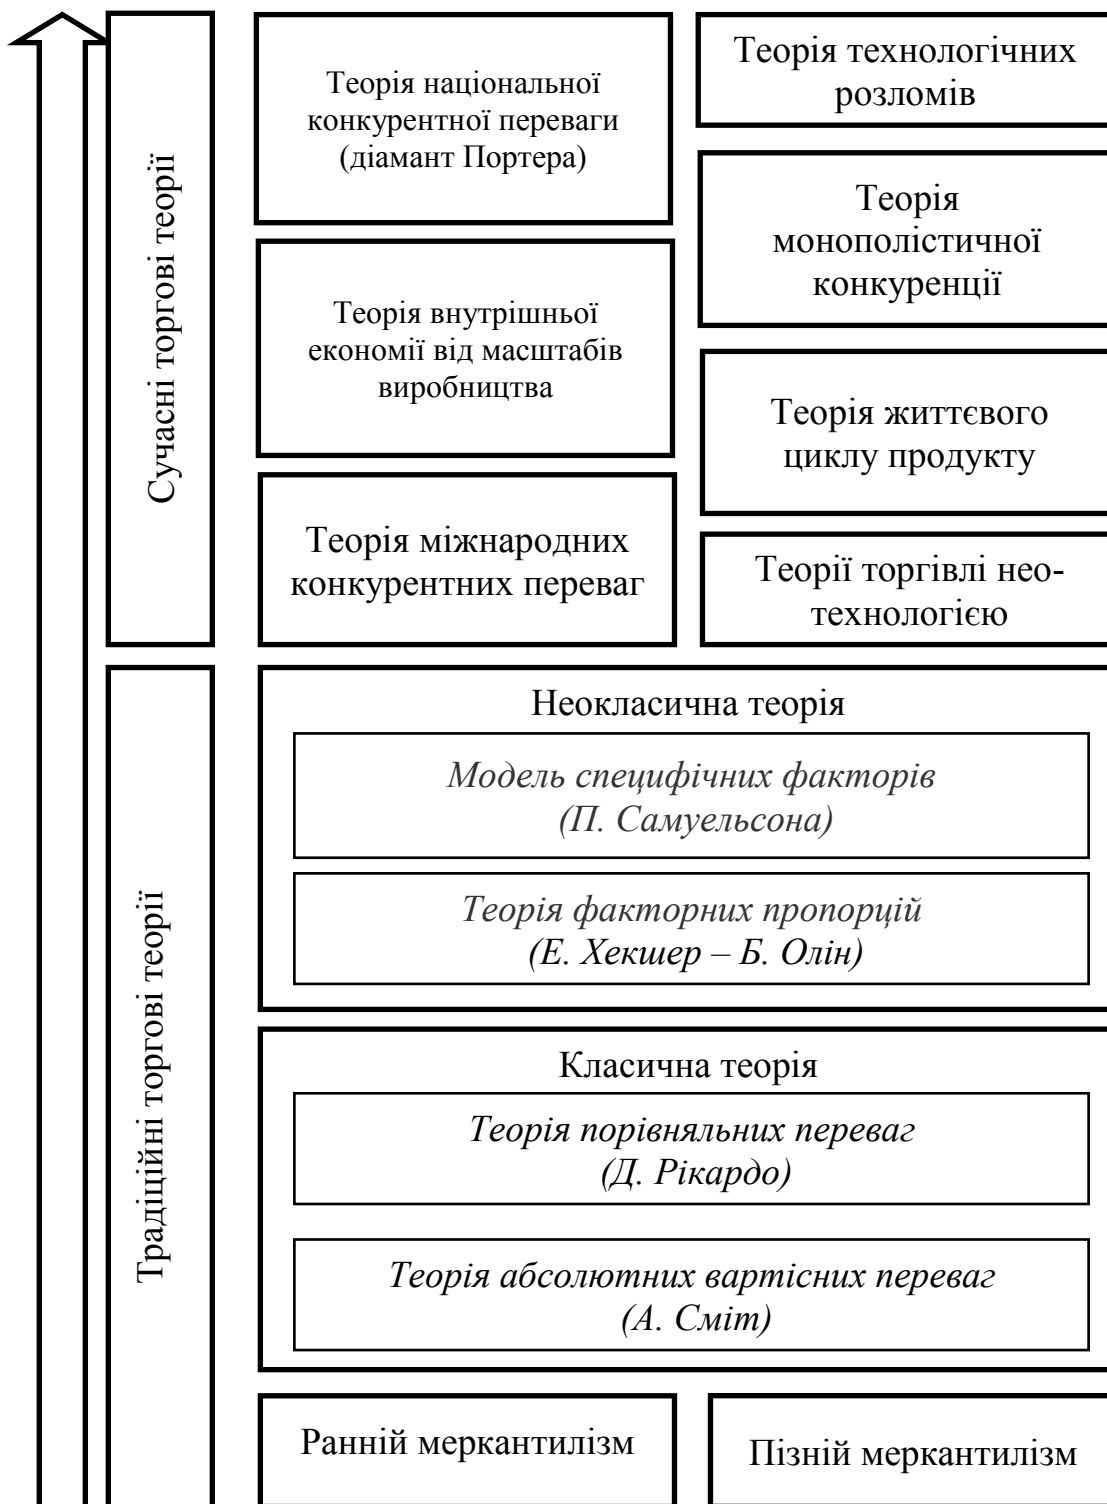 Сучасні торгові теорії
Теорія національної
конкурентної переваги
(діамант Портера)
Теорія технологічних
розломів
Теорія
монополістичної
конкуренції
Теорія внутрішньої
економії від масштабів
виробництва
Теорія життєвого
циклу продукту
Теорія міжнародних
конкурентних переваг
Теорії торгівлі нео-
технологією
Традіційні торгові теорії
Неокласична теорія
Модель специфічних факторів
(П. Самуельсона)
Теорія факторних пропорцій
(Е. Хекшер – Б. Олін)
Класична теорія
Теорія порівняльних переваг
(Д. Рікардо)
Теорія абсолютних вартісних переваг
(А. Сміт)
Ранній меркантилізм
Пізній меркантилізм